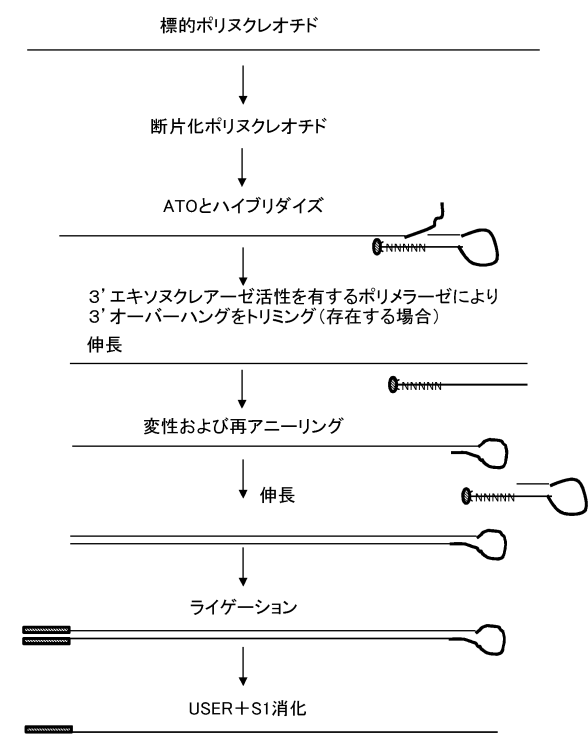 標的ポリヌクレオチド
断片化ポリヌクレオチド
ATOとハイブリダイズ
NNNNN
3’エキソヌクレアーゼ活性を有するポリメラーゼにより
3’オーバーハングをトリミング(存在する場合)
伸長
NNNNN
変性および再アニーリング
伸長
NNNNN
ライゲーション
USER+S1消化